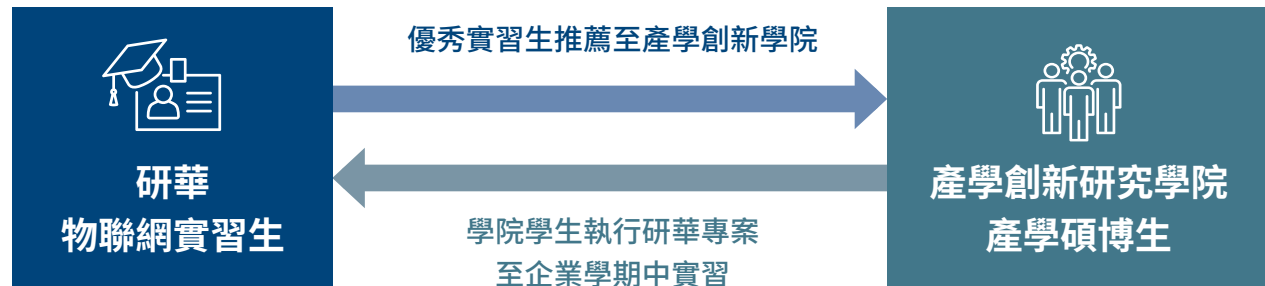 優秀實習生推薦至產學創新學院
研華
物聯網實習生
產學創新研究學院
產學碩博生
學院學生執行研華專案
至企業學期中實習